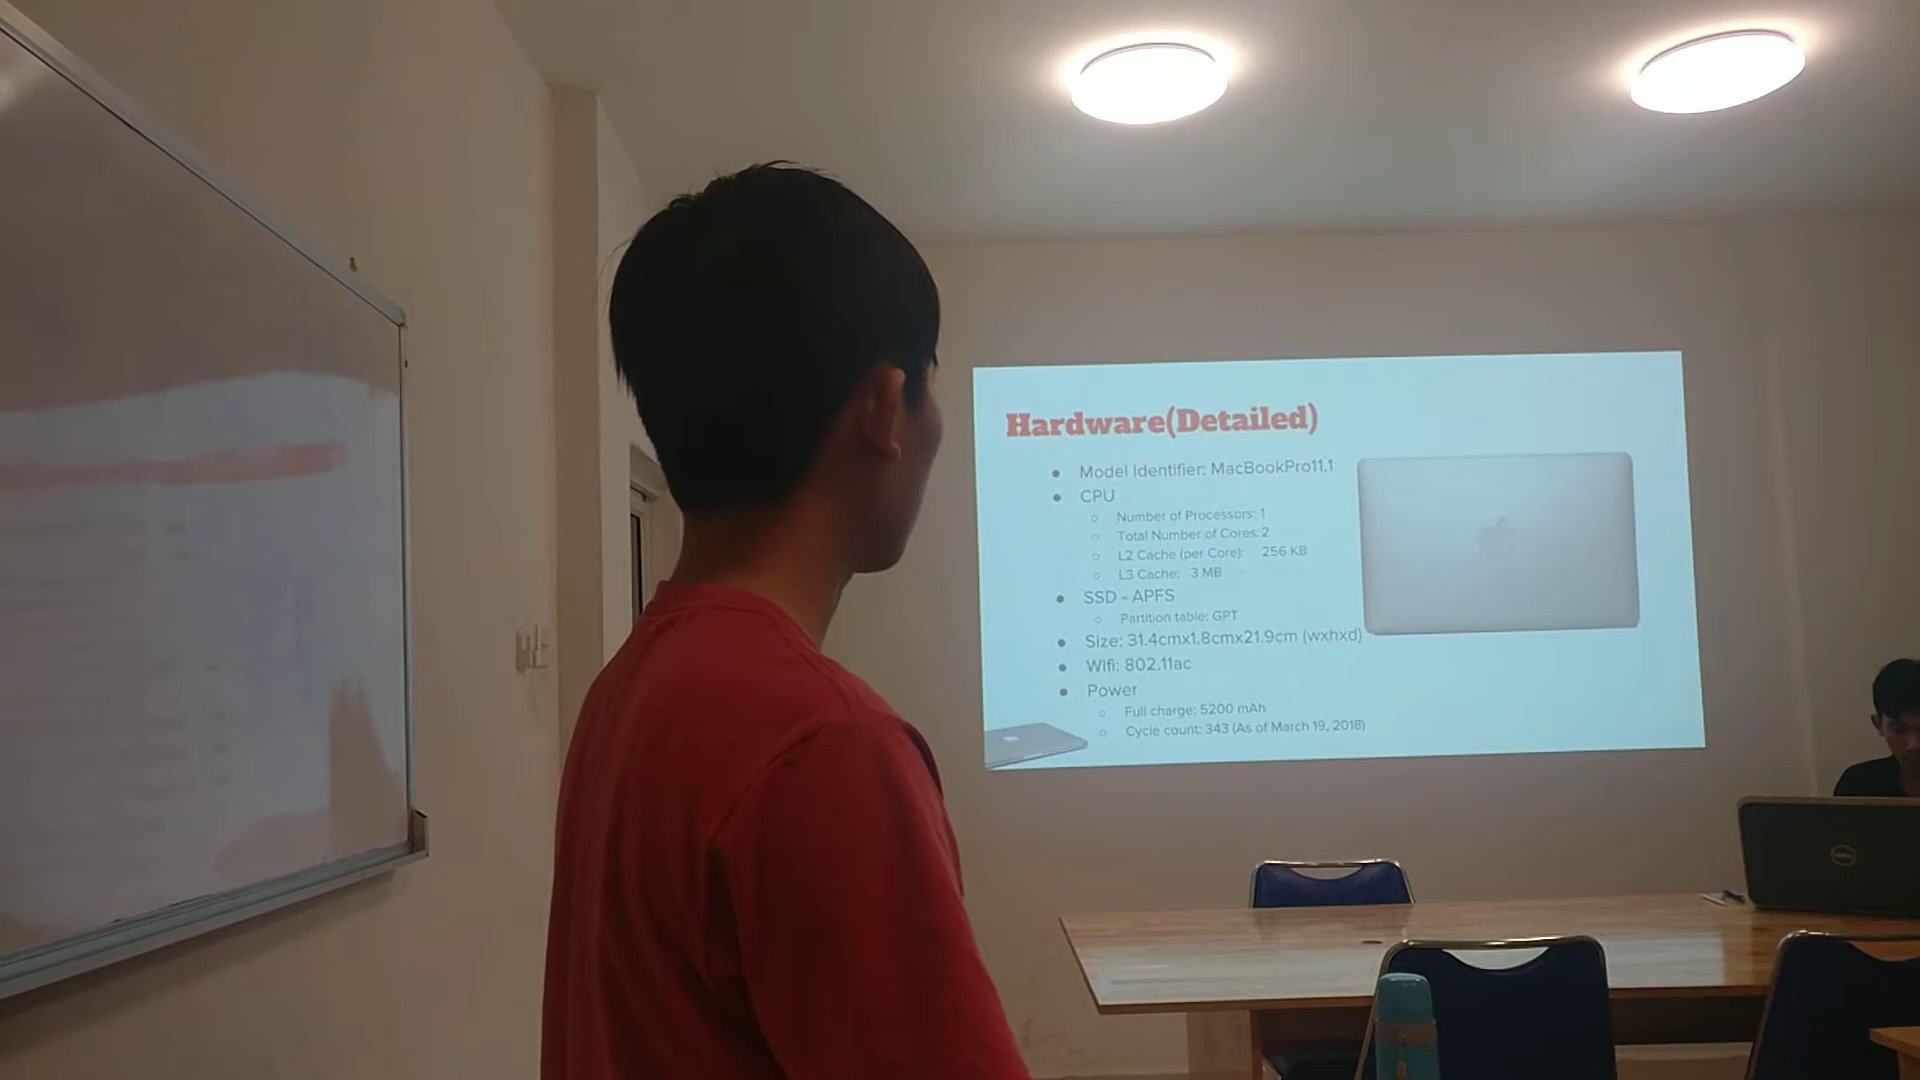 Hardware(Detailed)
Model Identifier: MacBookPro11,1
CPU
Number of Processors: 1
Total Number of Cores: 2
L2 Cache (per Core): 256 KB
L3 Cache: 3 MB
SSD - APFS
Partition table: GPT
Size: 31.4cmx1.8cmx21.9cm (wxhxd)
Wifi: 802.11ac
Power
Full charge: 5200 mAh
Cycle count: 343 (As of March 19, 2018)
DELL